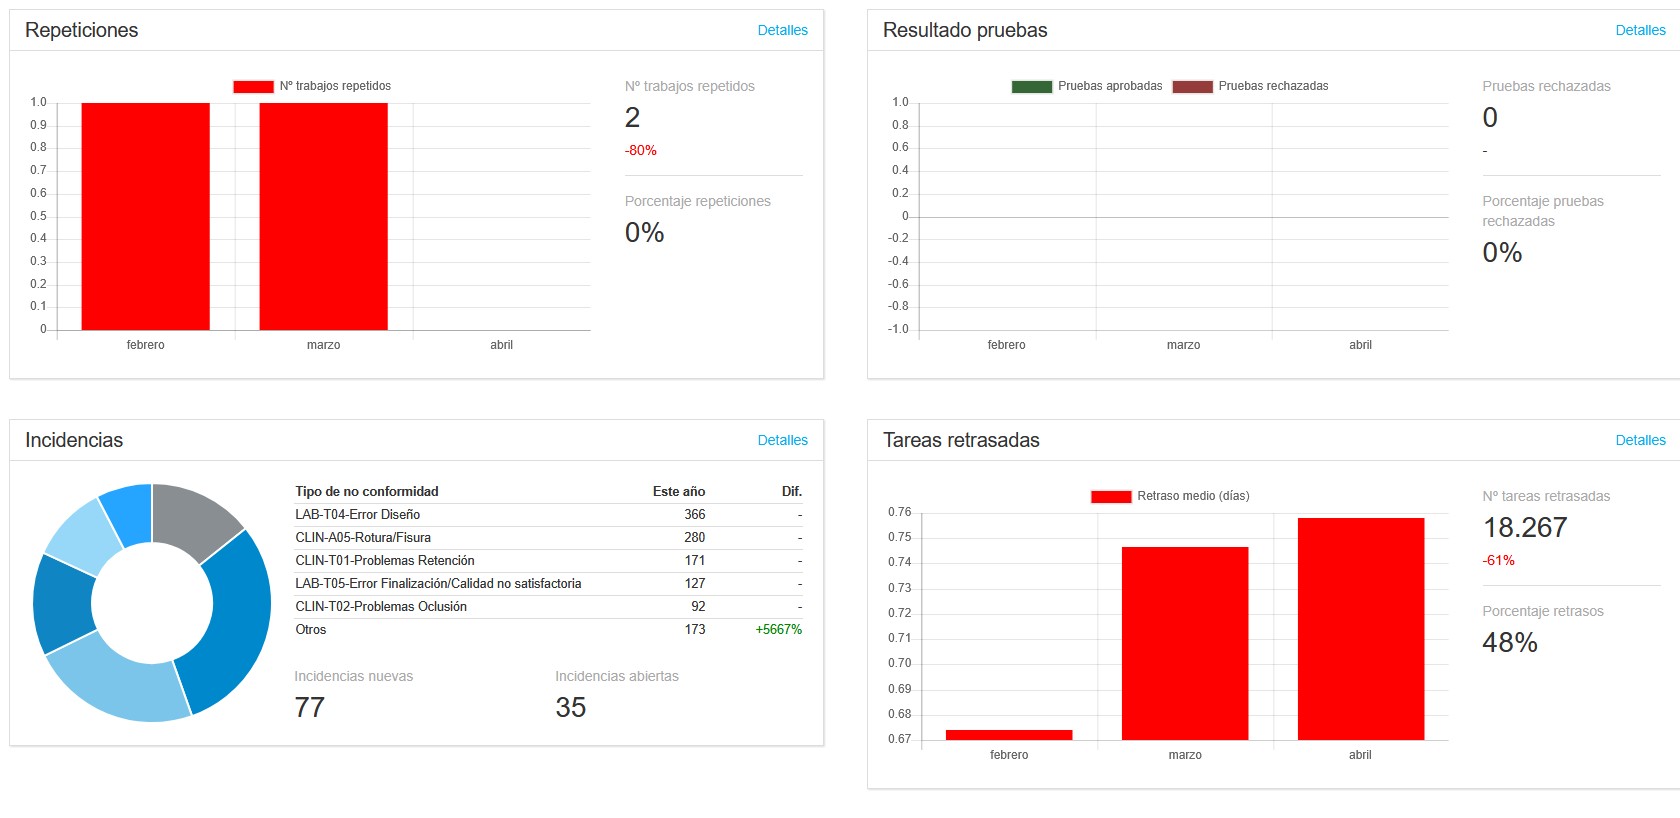 Repeticiones
Detalles
Nº trabajos repetidos
1.0
0.9
0.8
0.7
0.6
0.5
0.4
0.3
0.2
0.1
0
febrero
marzo
abril
Nº trabajos repetidos
2
-80%
Porcentaje repeticiones
0%
Resultado pruebas
Detalles
Pruebas aprobadas
Pruebas rechazadas
1.0
0.8
0.6
0.4
0.2
0
-0.2
-0.4
-0.6
-0.8
-1.0
febrero
marzo
abril
Pruebas rechazadas
0
-
Porcentaje pruebas
rechazadas
0%
Incidencias
Detalles
Tipo de no conformidad Este año Dif.
LAB-T04-Error Diseño 366 -
CLIN-A05-Rotura/Fisura 280 -
CLIN-T01-Problemas Retención 171 -
LAB-T05-Error Finalización/Calidad no satisfactoria 127 -
CLIN-T02-Problemas Oclusión 92 -
Otros 173 +5667%
Incidencias nuevas
77
Incidencias abiertas
35
Tareas retrasadas
Detalles
Retraso medio (días)
0.76
0.75
0.74
0.73
0.72
0.71
0.70
0.69
0.68
0.67
febrero
marzo
abril
Nº tareas retrasadas
18.267
-61%
Porcentaje retrasos
48%